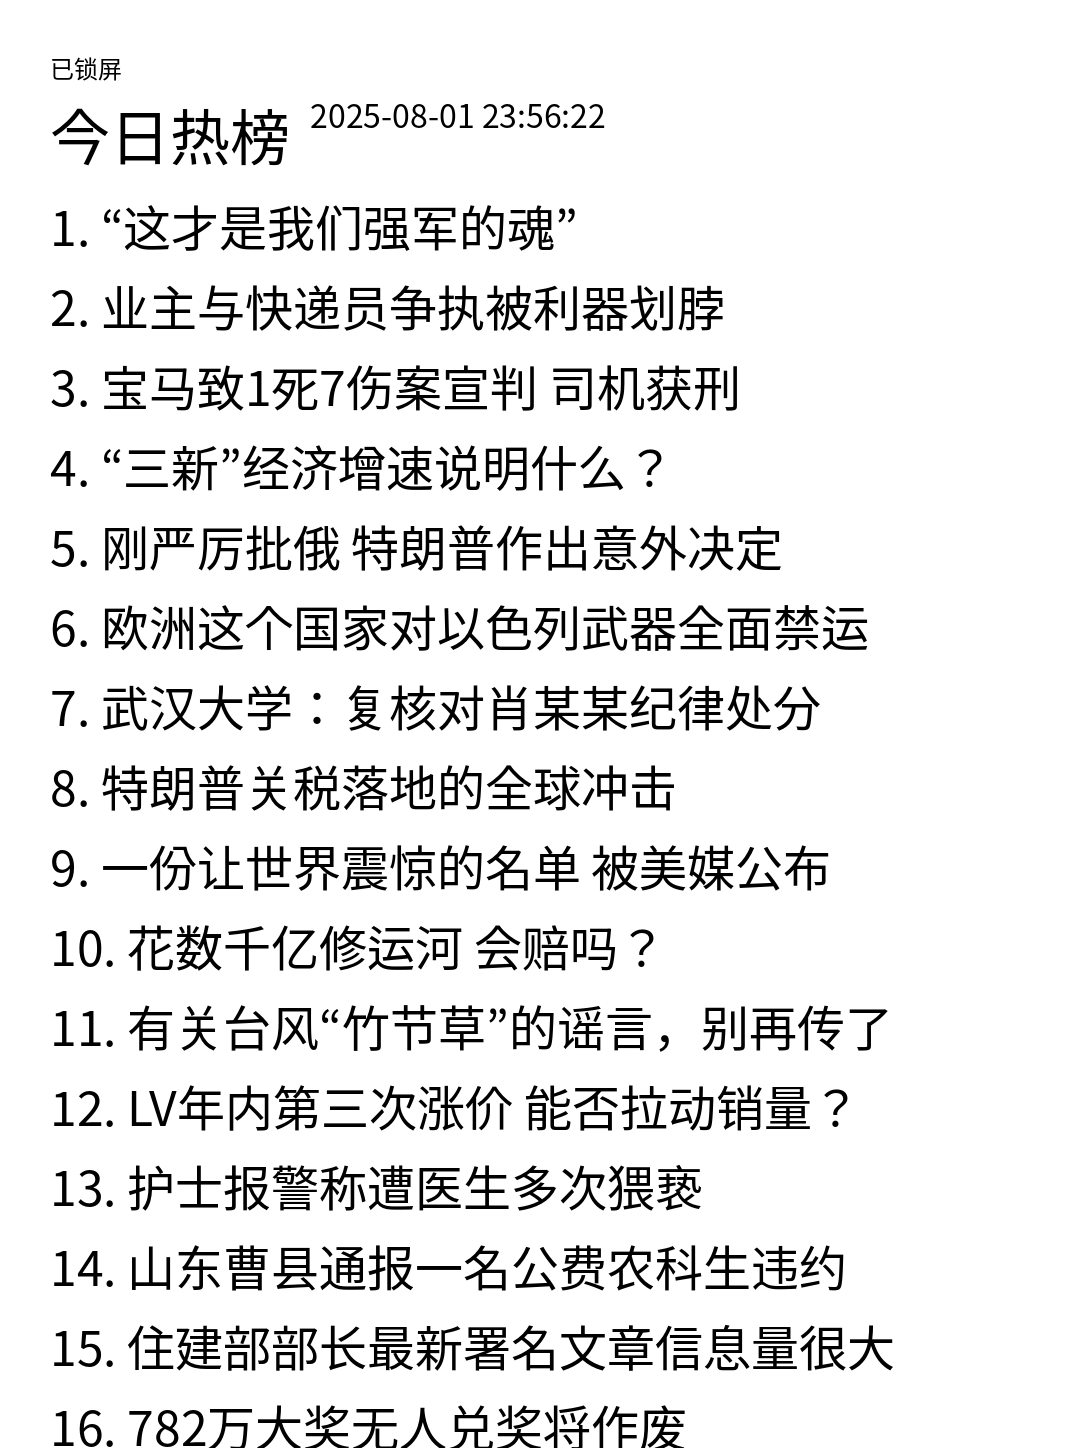 已锁屏
今日热榜 2025-08-01 23:56:22
1. “这才是我们强军的魂”
2. 业主与快递员争执被利器划脖
3. 宝马致1死7伤案宣判 司机获刑
4. “三新”经济增速说明什么？
5. 刚严厉批俄 特朗普作出意外决定
6. 欧洲这个国家对以色列武器全面禁运
7. 武汉大学：复核对肖某某纪律处分
8. 特朗普关税落地的全球冲击
9. 一份让世界震惊的名单 被美媒公布
10. 花数千亿修运河 会赔吗？
11. 有关台风“竹节草”的谣言，别再传了
12. LV年内第三次涨价 能否拉动销量？
13. 护士报警称遭医生多次猥亵
14. 山东曹县通报一名公费农科生违约
15. 住建部部长最新署名文章信息量很大
16. 782万大奖无人兑奖将作废